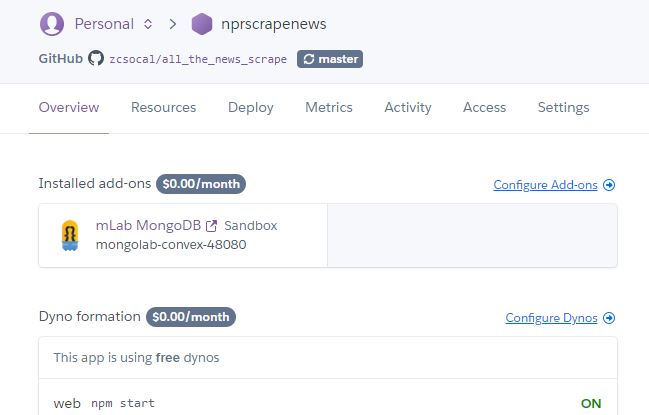 Personal nprscrapenews
GitHub zcsocal/all_the_news_scrape master
Overview Resources Deploy Metrics Activity Access Settings
Installed add-ons $0.00/month Configure Add-ons
mLab MongoDB Sandbox
mongolab-convex-48080
Dyno formation $0.00/month Configure Dynos
This app is using free dynos
web npm start ON